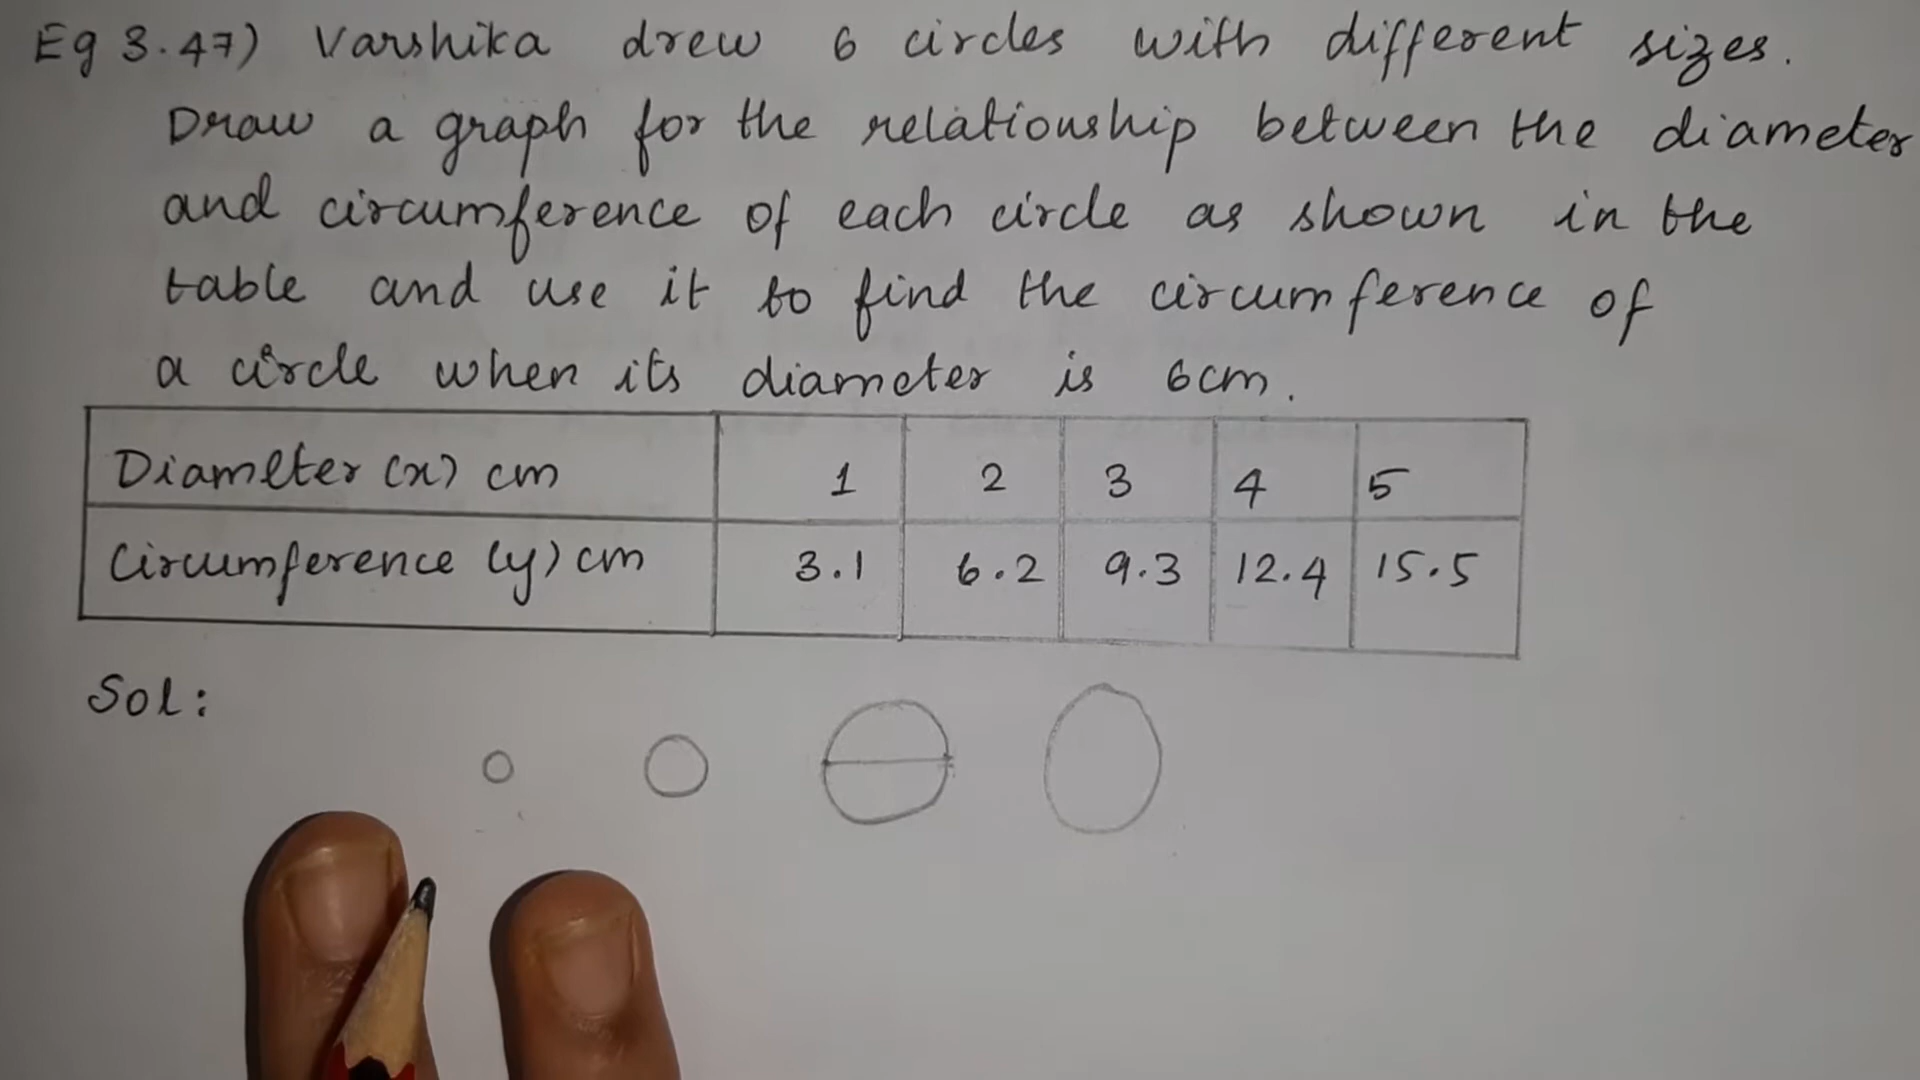 Eg 3.47) Varshika drew 6 circles with different sizes.
Draw a graph for the relationship between the diameter
and circumference of each circle as shown in the
table and use it to find the circumference of
a circle when its diameter is 6cm.
Diameter (x) cm 1 2 3 4 5
Circumference (y) cm 3.1 6.2 9.3 12.4 15.5
Sol: